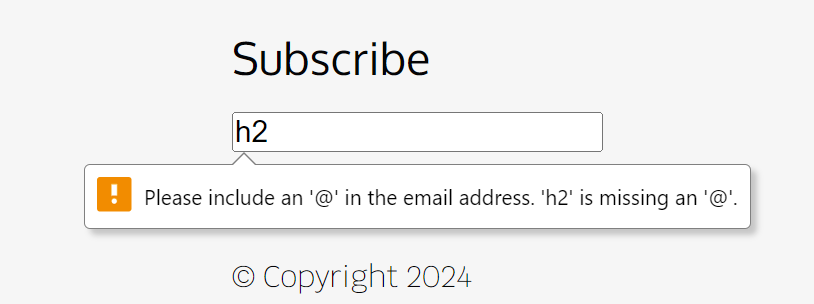 Subscribe
h2
Please include an '@' in the email address. 'h2' is missing an '@'.
© Copyright 2024